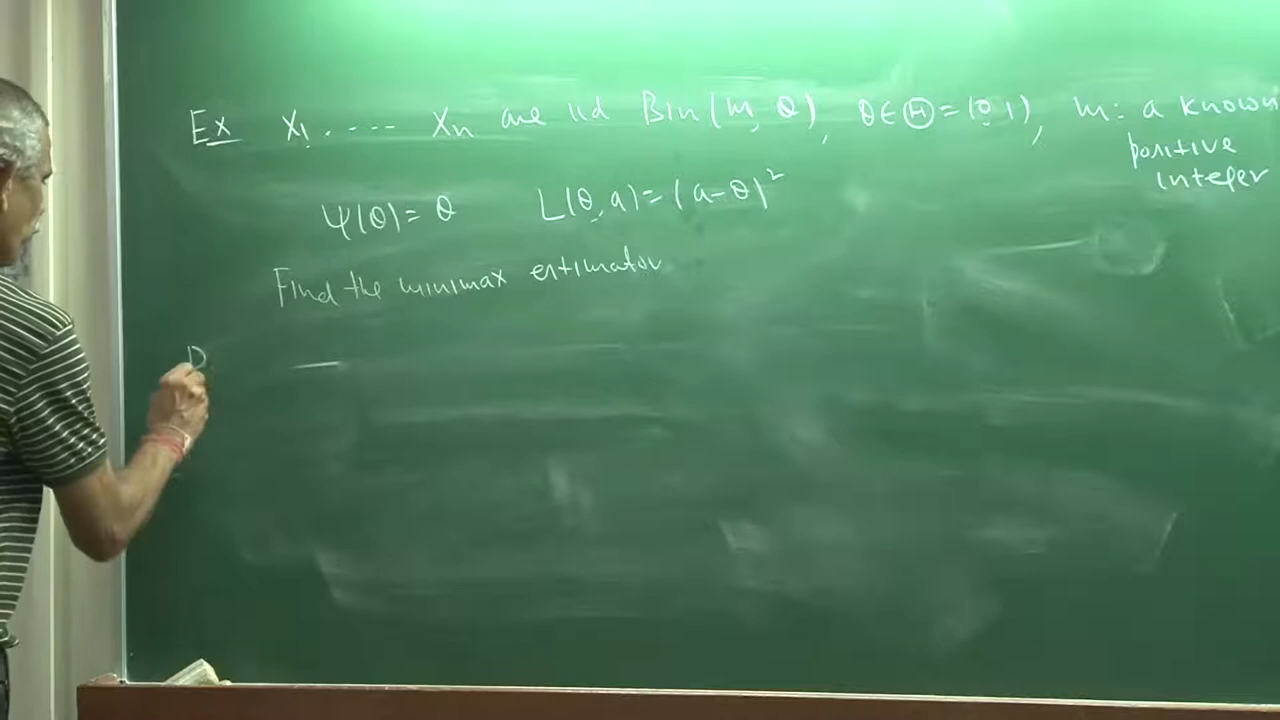 Ex X1, ..... Xn are iid Bin(m, θ), θ∈Θ=(0,1), m: a known
positive
integer
Ψ(θ)=θ L(θ,a)=(a-θ)²
Find the minimax estimator